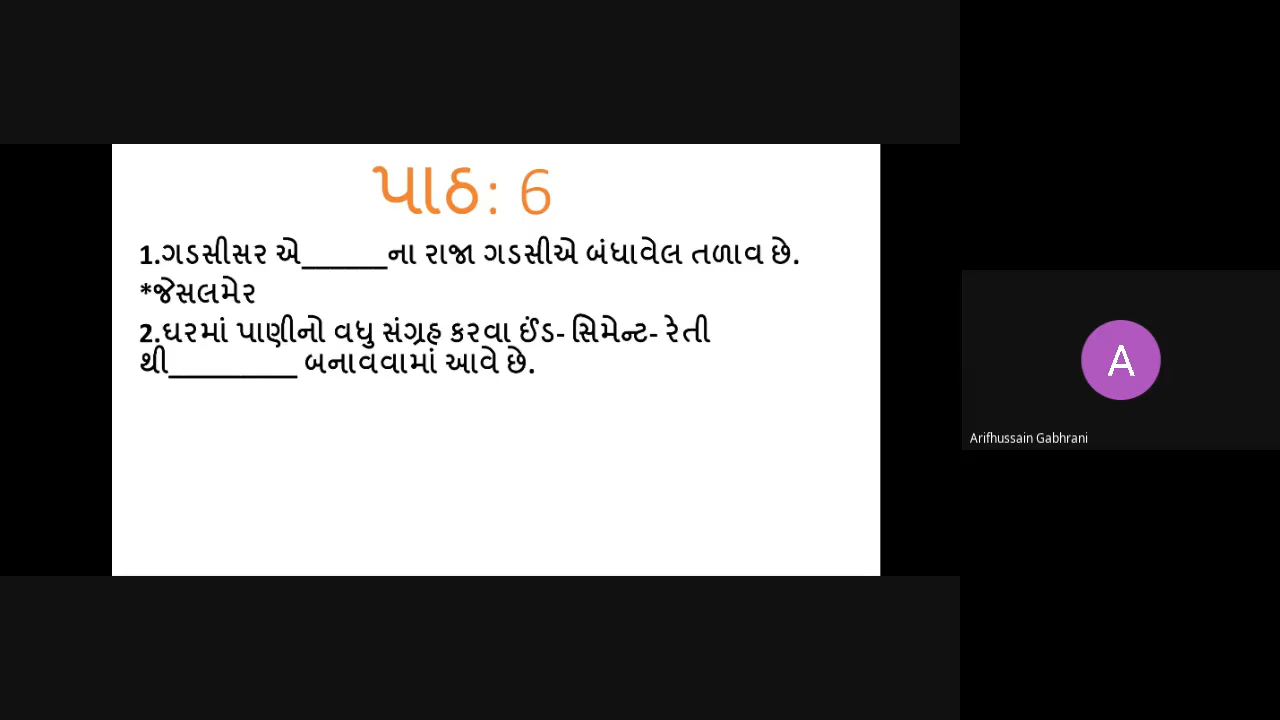 પાઠ: 6
1.ગડસીસર એ______ના રાજા ગડસીએ બંધાવેલ તળાવ છે.
*જેસલમેર
2.ઘરમાં પાણીનો વધુ સંગ્રહ કરવા ઈંડ- સિમેન્ટ- રેતી
થી_________ બનાવવામાં આવે છે.
A
Arifhussain Gabhrani